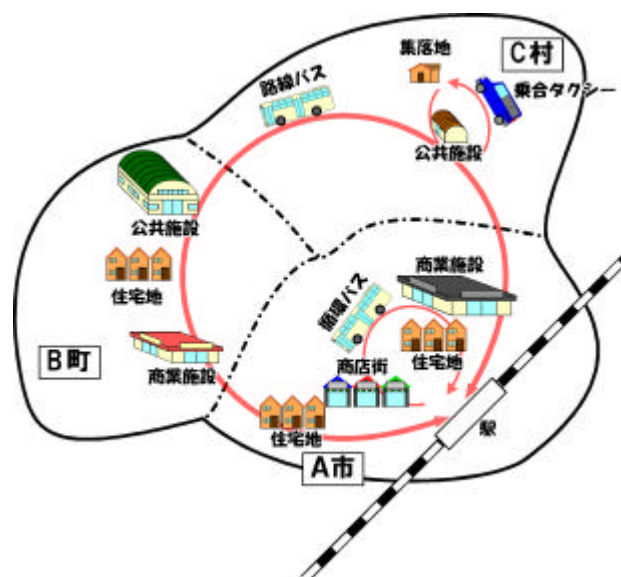 集落地
C村
路線バス
乗合タクシー
公共施設
公共施設
商業施設
住宅地
循環バス
住宅地
B町
商業施設
商店街
住宅地
駅
A市